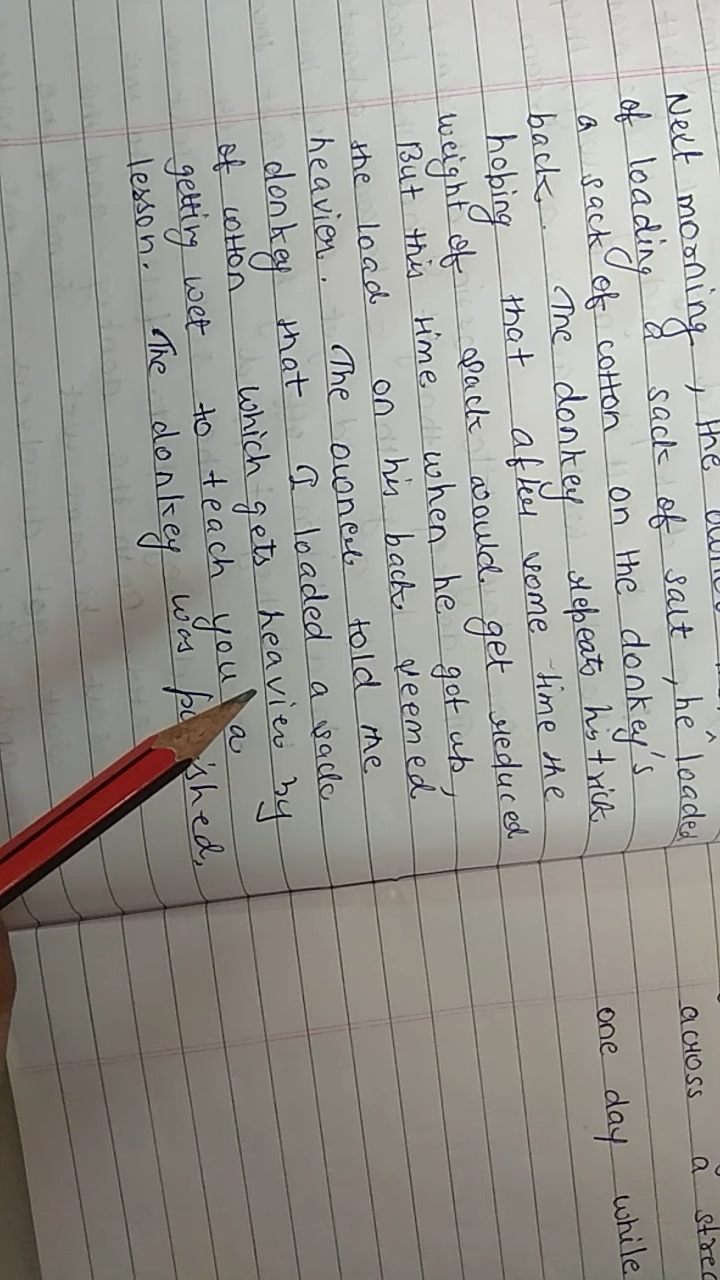 the
Next morning, the
of loading a sack of salt, he loaded
a sack of cotton on the donkey's
back. The donkey repeats his trick
hoping that after some time the
weight of sack would get reduced
But this time when he got up,
the load on his back seemed
heavier. The owner told me
donkey that I loaded a sack
of cotton which gets heavier by
getting wet to teach you a
lesson. The donkey was
across a
one day while